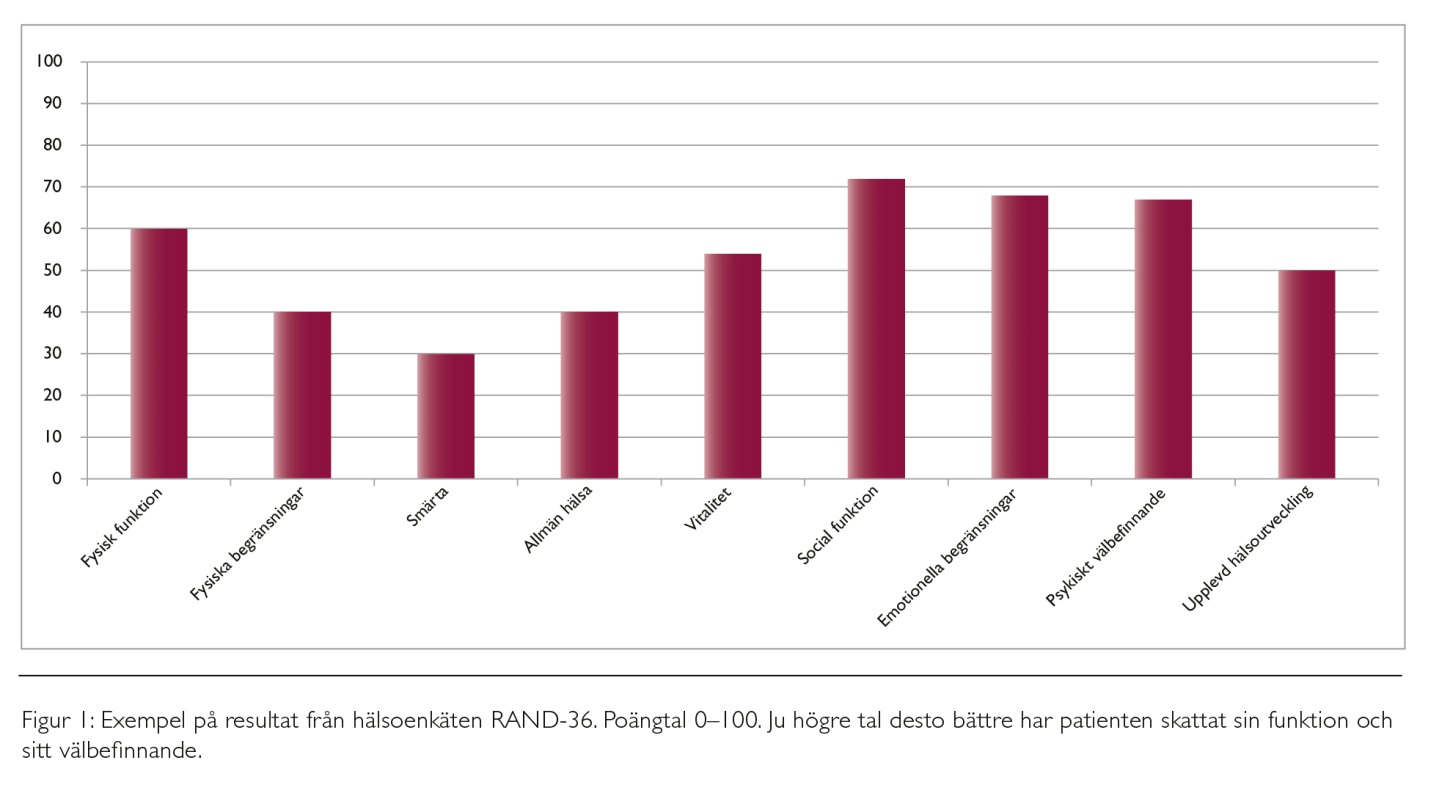 100
90
80
70
60
50
40
30
20
10
0
Fysisk funktion
Fysiska begränsningar
Smärta
Allmän hälsa
Vitalitet
Social funktion
Emotionella begränsningar
Psykiskt välbefinnande
Upplevd hälsoutveckling
Figur 1: Exempel på resultat från hälsoenkäten RAND-36. Poängtal 0–100. Ju högre tal desto bättre har patienten skattat sin funktion och
sitt välbefinnande.